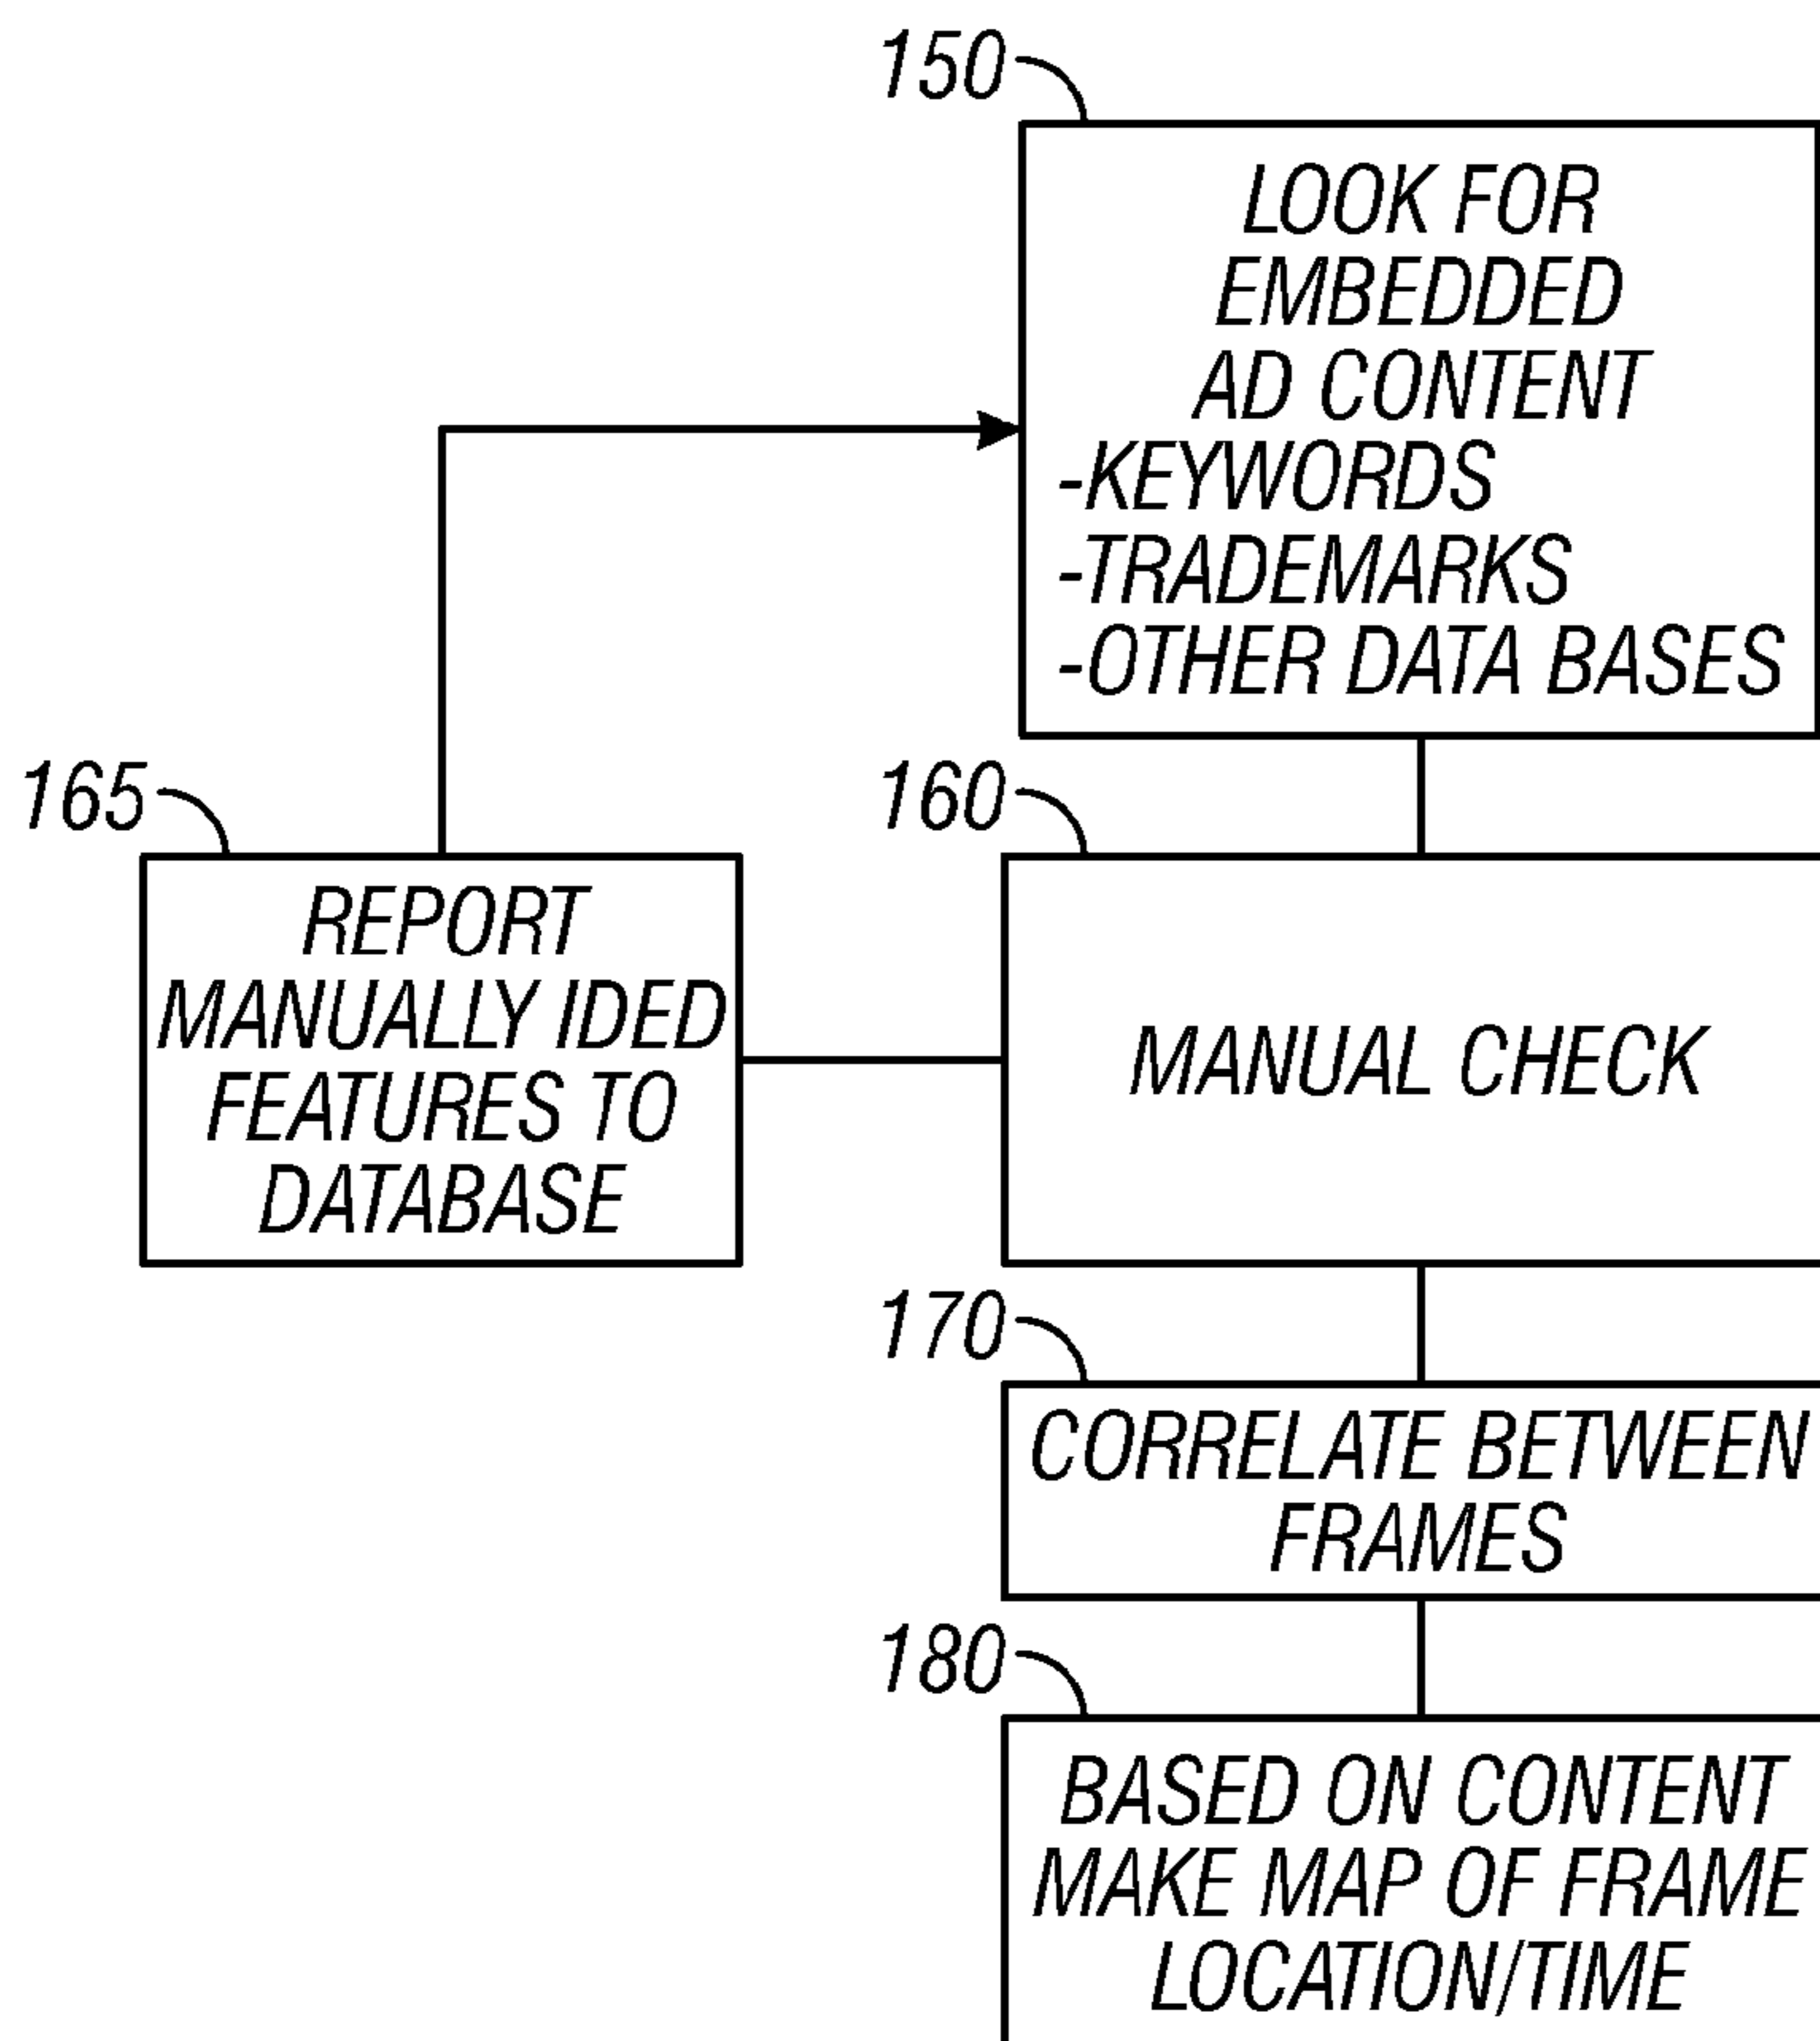 150
LOOK FOR
EMBEDDED
AD CONTENT
-KEYWORDS
-TRADEMARKS
-OTHER DATA BASES
165
REPORT
MANUALLY IDED
FEATURES TO
DATABASE
160
MANUAL CHECK
170
CORRELATE BETWEEN
FRAMES
180
BASED ON CONTENT
MAKE MAP OF FRAME
LOCATION/TIME